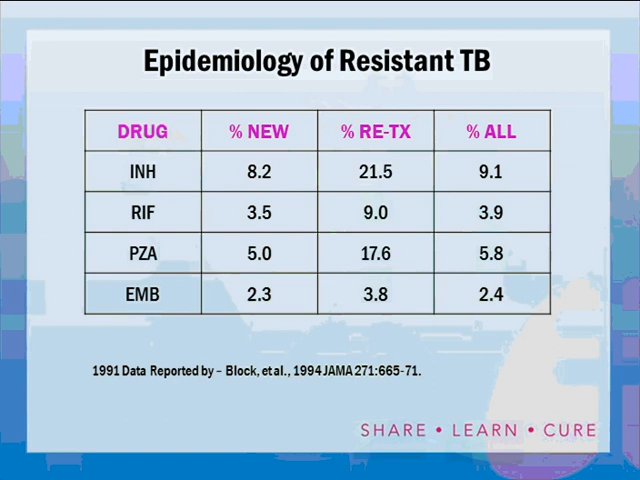 Epidemiology of Resistant TB
DRUG % NEW % RE-TX % ALL
INH 8.2 21.5 9.1
RIF 3.5 9.0 3.9
PZA 5.0 17.6 5.8
EMB 2.3 3.8 2.4
1991 Data Reported by – Block, et al., 1994 JAMA 271:665-71.
SHARE • LEARN • CURE